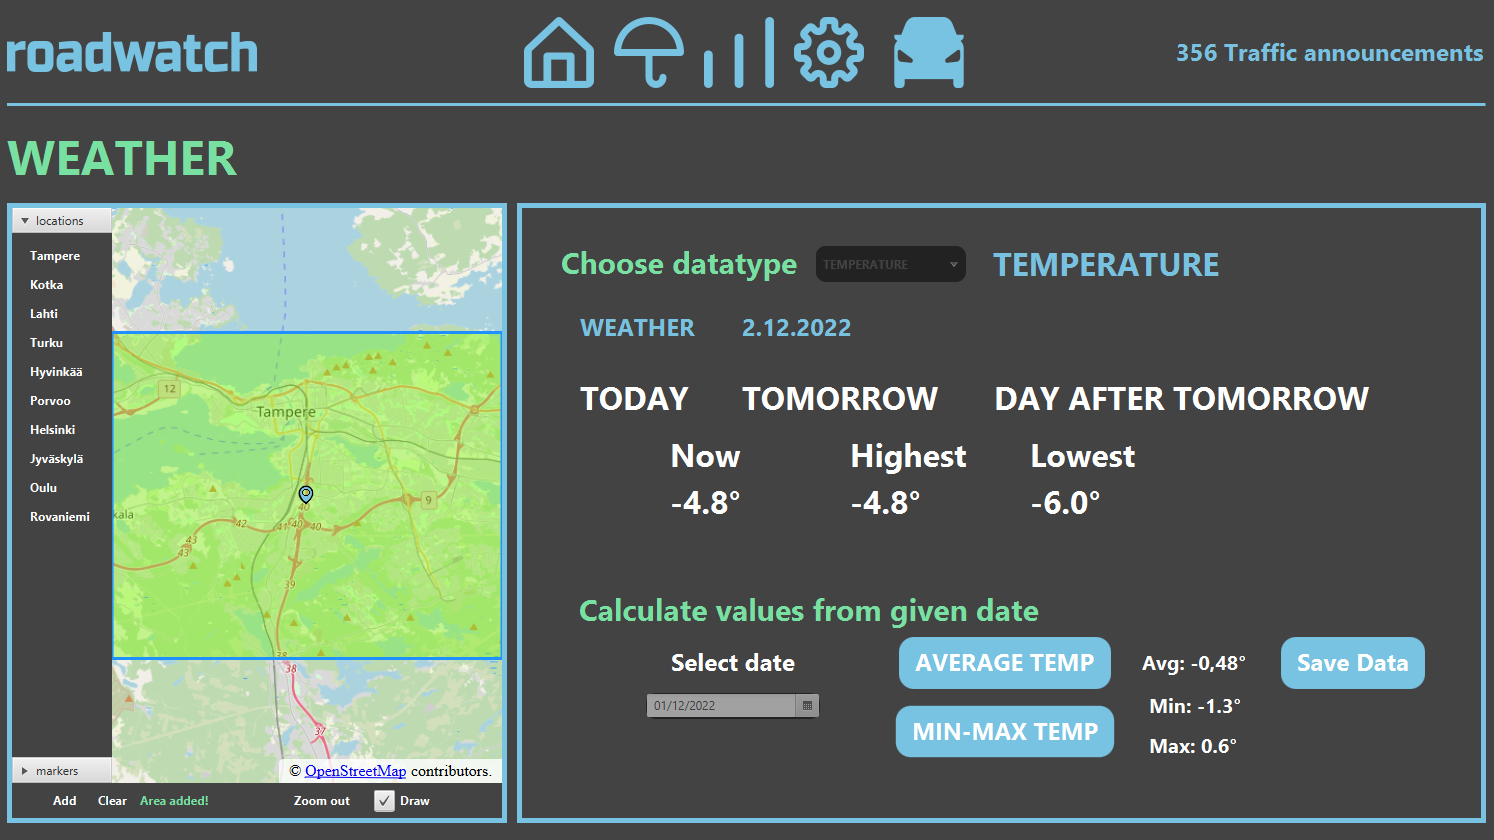 roadwatch
356 Traffic announcements
WEATHER
locations
Tampere
Kotka
Lahti
Turku
Hyvinkää
Porvoo
Helsinki
Jyväskylä
Oulu
Rovaniemi
markers
12
Tampere
9
kala
40
42
41
40
40
43
43
39
38
38
37
© OpenStreetMap contributors.
Add Clear Area added! Zoom out Draw
Choose datatype TEMPERATURE TEMPERATURE
WEATHER 2.12.2022
TODAY TOMORROW DAY AFTER TOMORROW
Now Highest Lowest
-4.8° -4.8° -6.0°
Calculate values from given date
Select date AVERAGE TEMP Avg: -0,48° Save Data
01/12/2022 Min: -1.3°
MIN-MAX TEMP Max: 0.6°